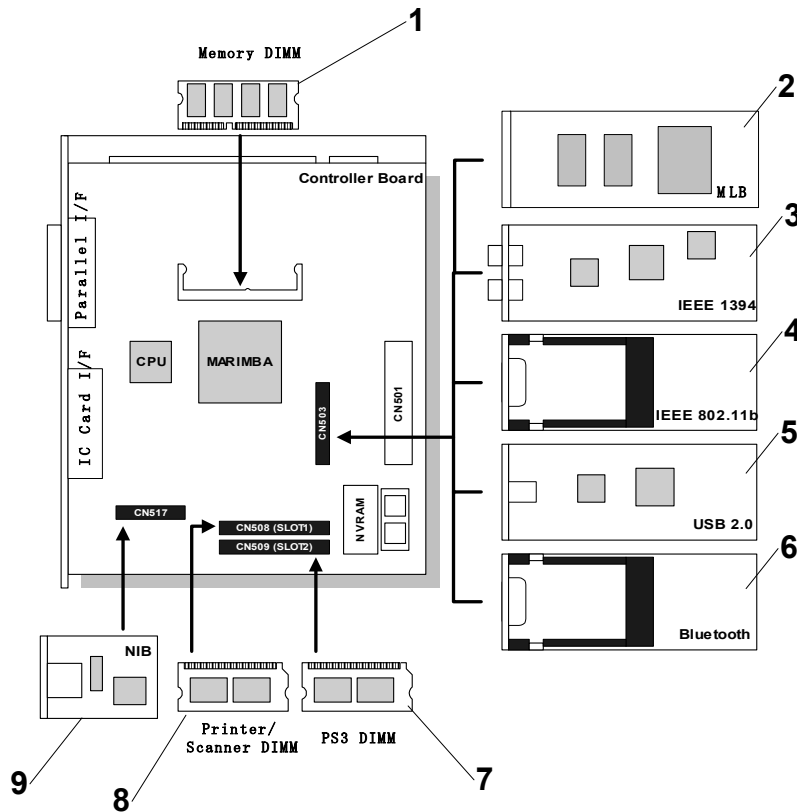 1
Memory DIMM
2
MLB
Controller Board
3
IEEE 1394
Parallel I/F
4
IEEE 802.11b
CPU
MARIMBA
CN503
CN501
IC Card I/F
5
USB 2.0
CN517
CN508 (SLOT1)
CN509 (SLOT2)
NVRAM
6
Bluetooth
NIB
Printer/
Scanner DIMM
PS3 DIMM
7
8
9